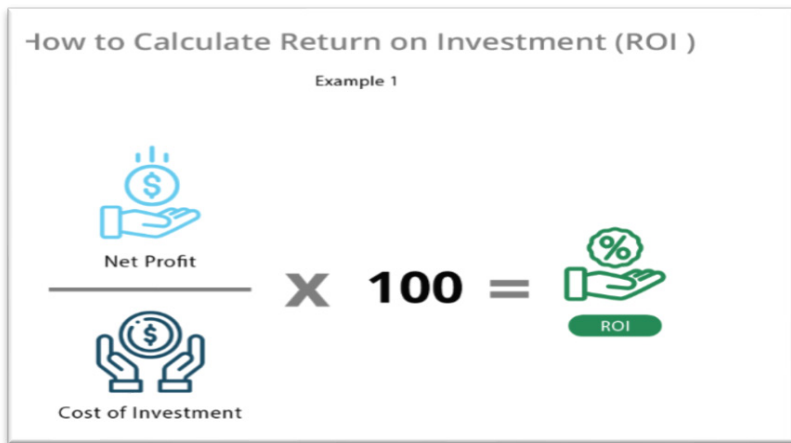 How to Calculate Return on Investment (ROI )
Example 1
$
Net Profit
X 100 =
%
ROI
$
Cost of Investment